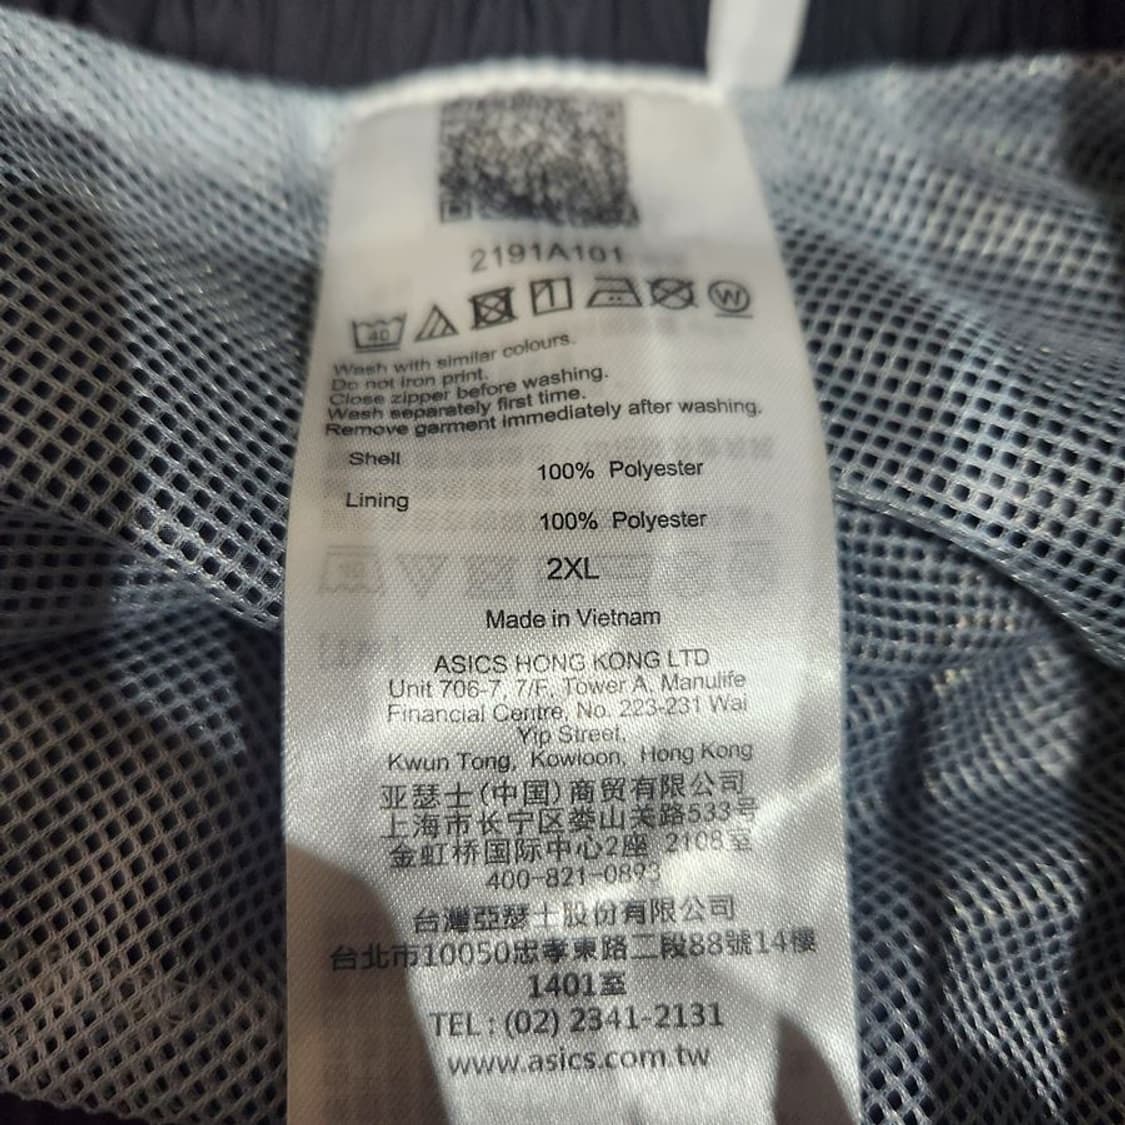 2191A101
40
W
Wash with similar colours.
Do not iron print.
Close zipper before washing.
Wash separately first time.
Remove garment immediately after washing.
Shell
100% Polyester
Lining
100% Polyester
2XL
Made in Vietnam
ASICS HONG KONG LTD
Unit 706-7, 7/F, Tower A, Manulife
Financial Centre, No. 223-231 Wai
Yip Street,
Kwun Tong, Kowloon, Hong Kong
亚瑟士(中国)商贸有限公司
上海市长宁区娄山关路533号
金虹桥国际中心2座 2108室
400-821-0893
台灣亞瑟士股份有限公司
台北市10050忠孝東路二段88號14樓
1401室
TEL : (02) 2341-2131
www.asics.com.tw